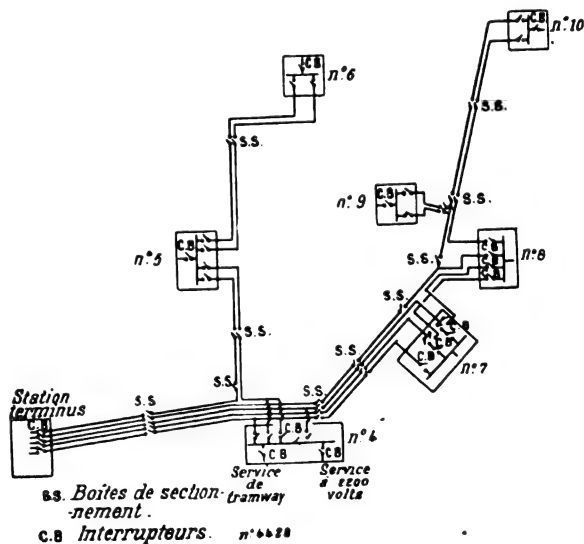 C.B
n°10
C.B
n°6
S.S.
S.S.
C.B
n°9
S.S.
C.B
n°5
S.S.
C.B
C.B
C.B
n°8
S.S.
S.S.
C.B
C.B
C.B
n°7
S.S.
S.S.
S.S.
S.S.
Station
terminus
C.B
C.B
n°4
C.B
C.B
Service
de
tramway
Service
à 2200
volts
S.S. Boîtes de section-
-nement.
C.B Interrupteurs. n°4428